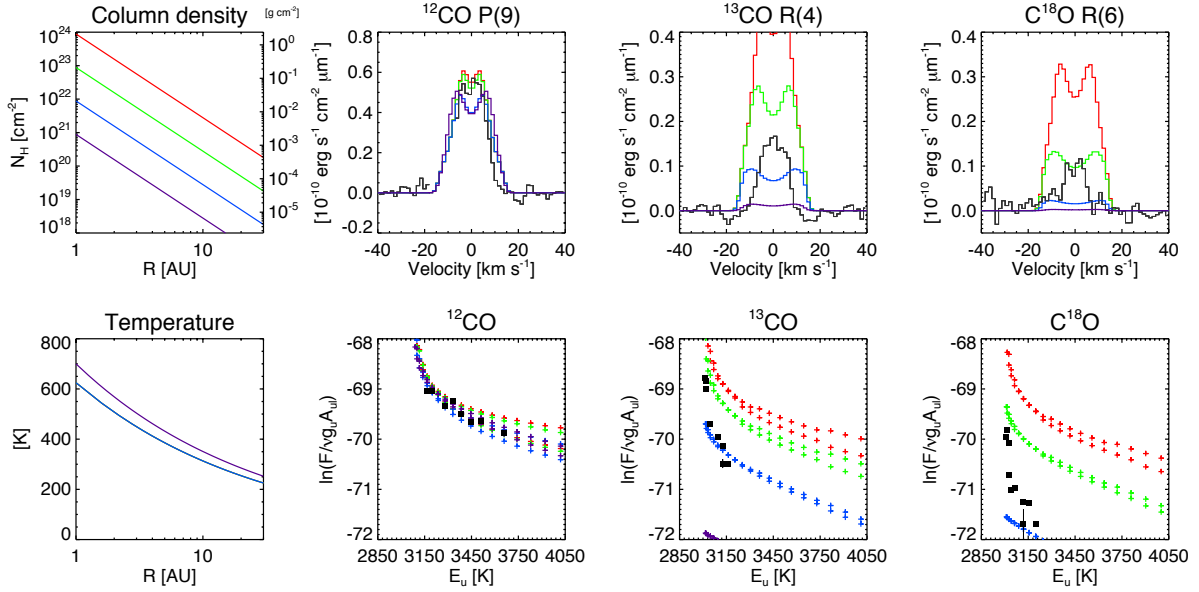 Column density
[g cm⁻²]
10²⁴
10²³
10²²
10²¹
10²⁰
10¹⁹
10¹⁸
N_H [cm⁻²]
10⁰
10⁻¹
10⁻²
10⁻³
10⁻⁴
10⁻⁵
1 10
R [AU]
¹²CO P(9)
[10⁻¹⁰ erg s⁻¹ cm⁻² μm⁻¹]
0.8
0.6
0.4
0.2
0.0
-0.2
-40 -20 0 20 40
Velocity [km s⁻¹]
¹³CO R(4)
[10⁻¹⁰ erg s⁻¹ cm⁻² μm⁻¹]
0.4
0.3
0.2
0.1
0.0
-40 -20 0 20 40
Velocity [km s⁻¹]
C¹⁸O R(6)
[10⁻¹⁰ erg s⁻¹ cm⁻² μm⁻¹]
0.4
0.3
0.2
0.1
0.0
-40 -20 0 20 40
Velocity [km s⁻¹]
Temperature
[K]
800
600
400
200
0
1 10
R [AU]
¹²CO
ln(F/νg_uA_ul)
-68
-69
-70
-71
-72
2850 3150 3450 3750 4050
E_u [K]
¹³CO
ln(F/νg_uA_ul)
-68
-69
-70
-71
-72
2850 3150 3450 3750 4050
E_u [K]
C¹⁸O
ln(F/νg_uA_ul)
-68
-69
-70
-71
-72
2850 3150 3450 3750 4050
E_u [K]